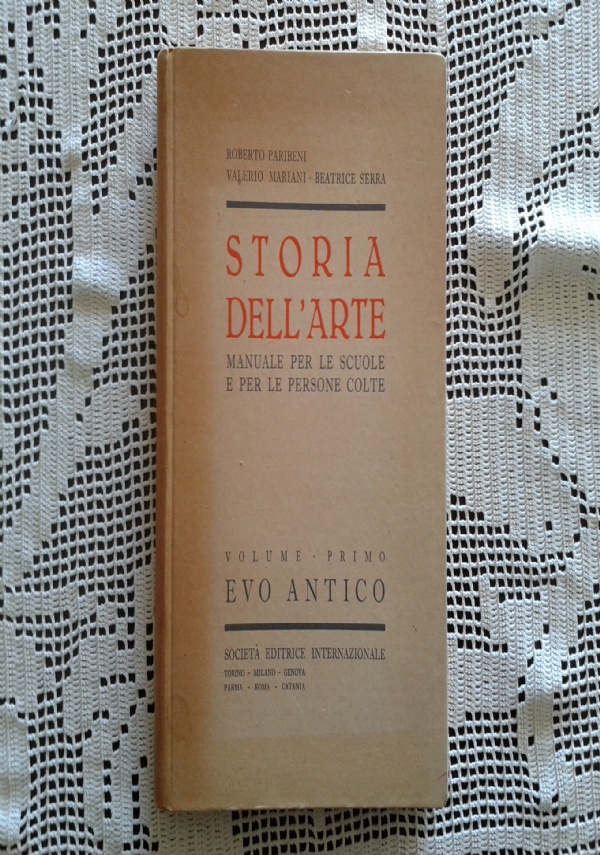 ROBERTO PARIBENI
VALERIO MARIANI · BEATRICE SERRA
STORIA
DELL'ARTE
MANUALE PER LE SCUOLE
E PER LE PERSONE COLTE
VOLUME · PRIMO
EVO ANTICO
SOCIETÀ EDITRICE INTERNAZIONALE
TORINO - MILANO - GENOVA
PARMA - ROMA - CATANIA